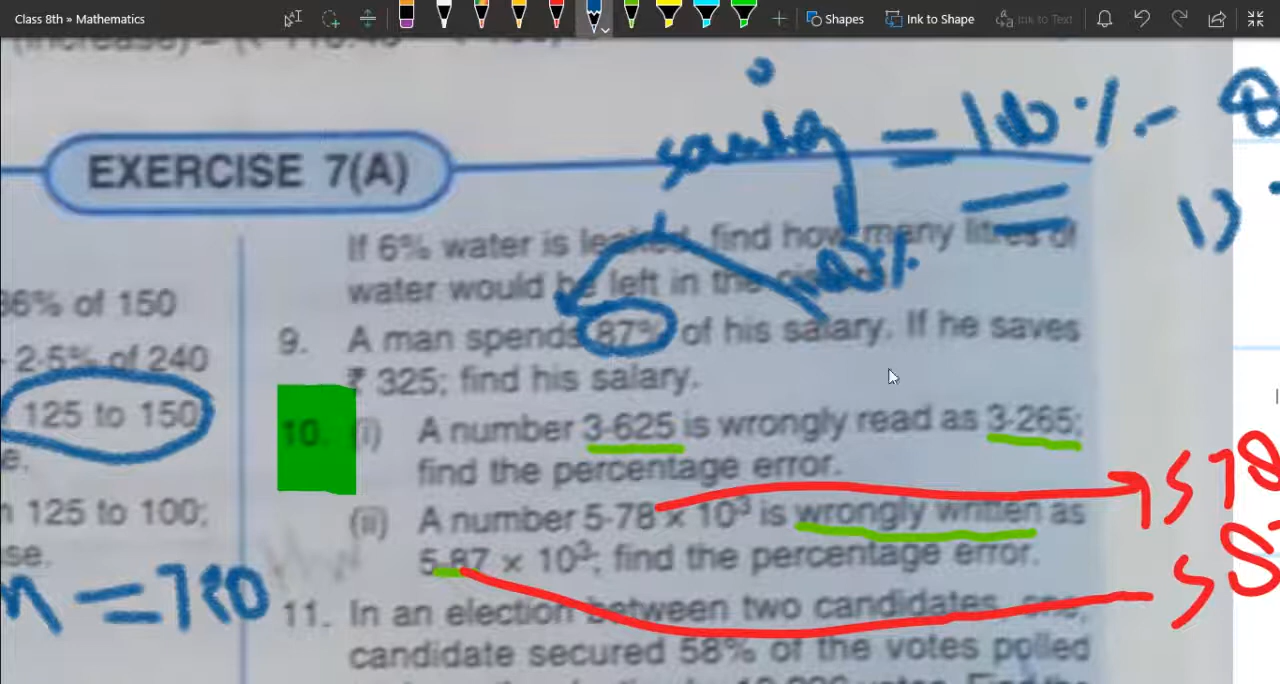 Class 8th » Mathematics
Shapes
Ink to Shape
Ink to Text
EXERCISE 7(A)
saving = 100% -
If 6% water is leaked, find how many litres of
water would be left in the
36% of 150
9. A man spends 87% of his salary. If he saves
2·5% of 240
₹ 325; find his salary.
125 to 150
10. (i) A number 3·625 is wrongly read as 3·265;
find the percentage error.
125 to 100;
(ii) A number 5·78 × 10³ is wrongly written as
5·87 × 10³; find the percentage error.
578
58
= 720
11. In an election between two candidates, one
candidate secured 58% of the votes polled